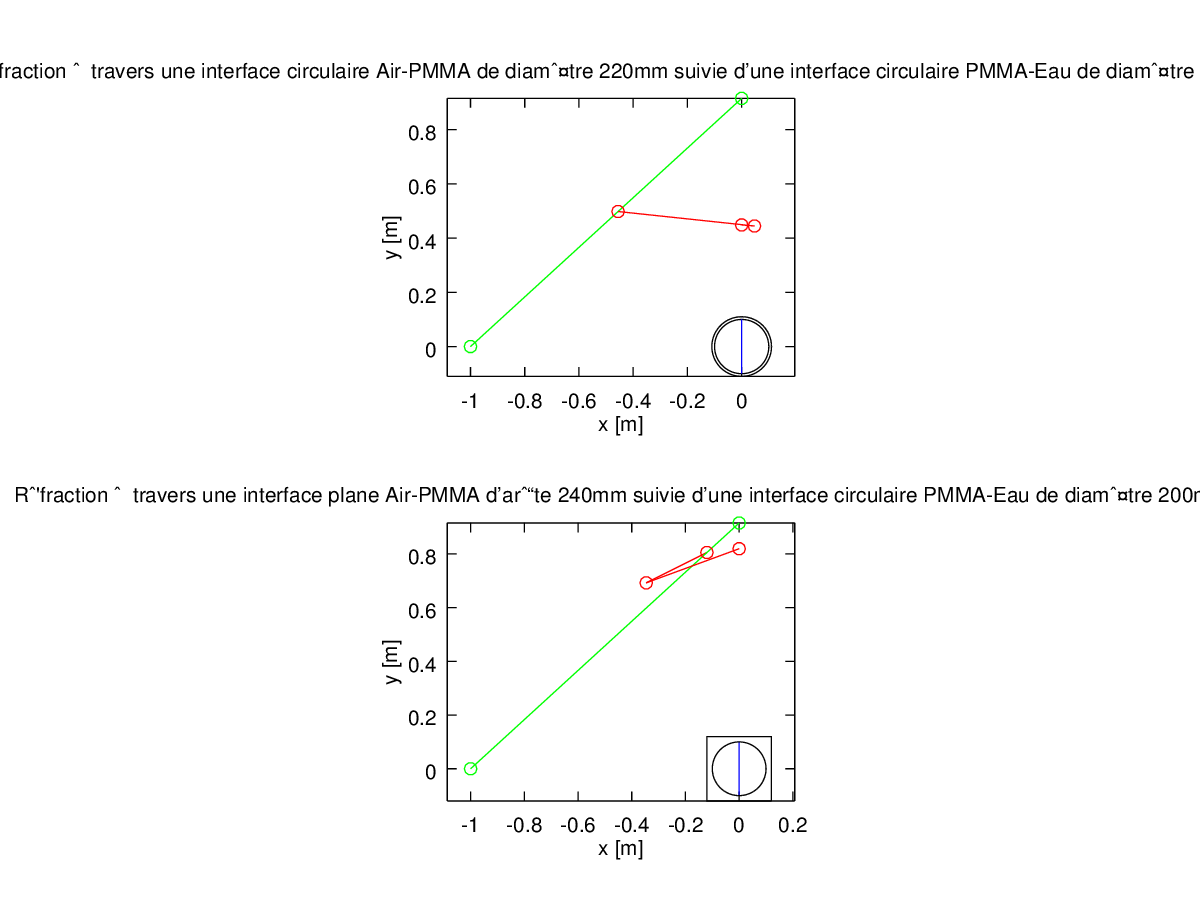 fraction ˆ  travers une interface circulaire Air-PMMA de diamˆ¤tre 220mm suivie d'une interface circulaire PMMA-Eau de diamˆ¤tre
0.8
0.6
0.4
0.2
0
y [m]
-1 -0.8 -0.6 -0.4 -0.2 0
x [m]
Rˆ'fraction ˆ  travers une interface plane Air-PMMA d'arˆ“te 240mm suivie d'une interface circulaire PMMA-Eau de diamˆ¤tre 200
0.8
0.6
0.4
0.2
0
y [m]
-1 -0.8 -0.6 -0.4 -0.2 0 0.2
x [m]